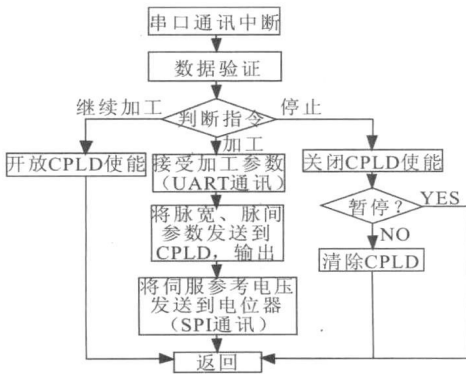 串口通讯中断
数据验证
继续加工
判断指令
停止
加工
开放CPLD使能
接受加工参数
（UART通讯）
关闭CPLD使能
暂停？
YES
将脉宽、脉间
参数发送到
CPLD，输出
NO
清除CPLD
将伺服参考电压
发送到电位器
（SPI通讯）
返回